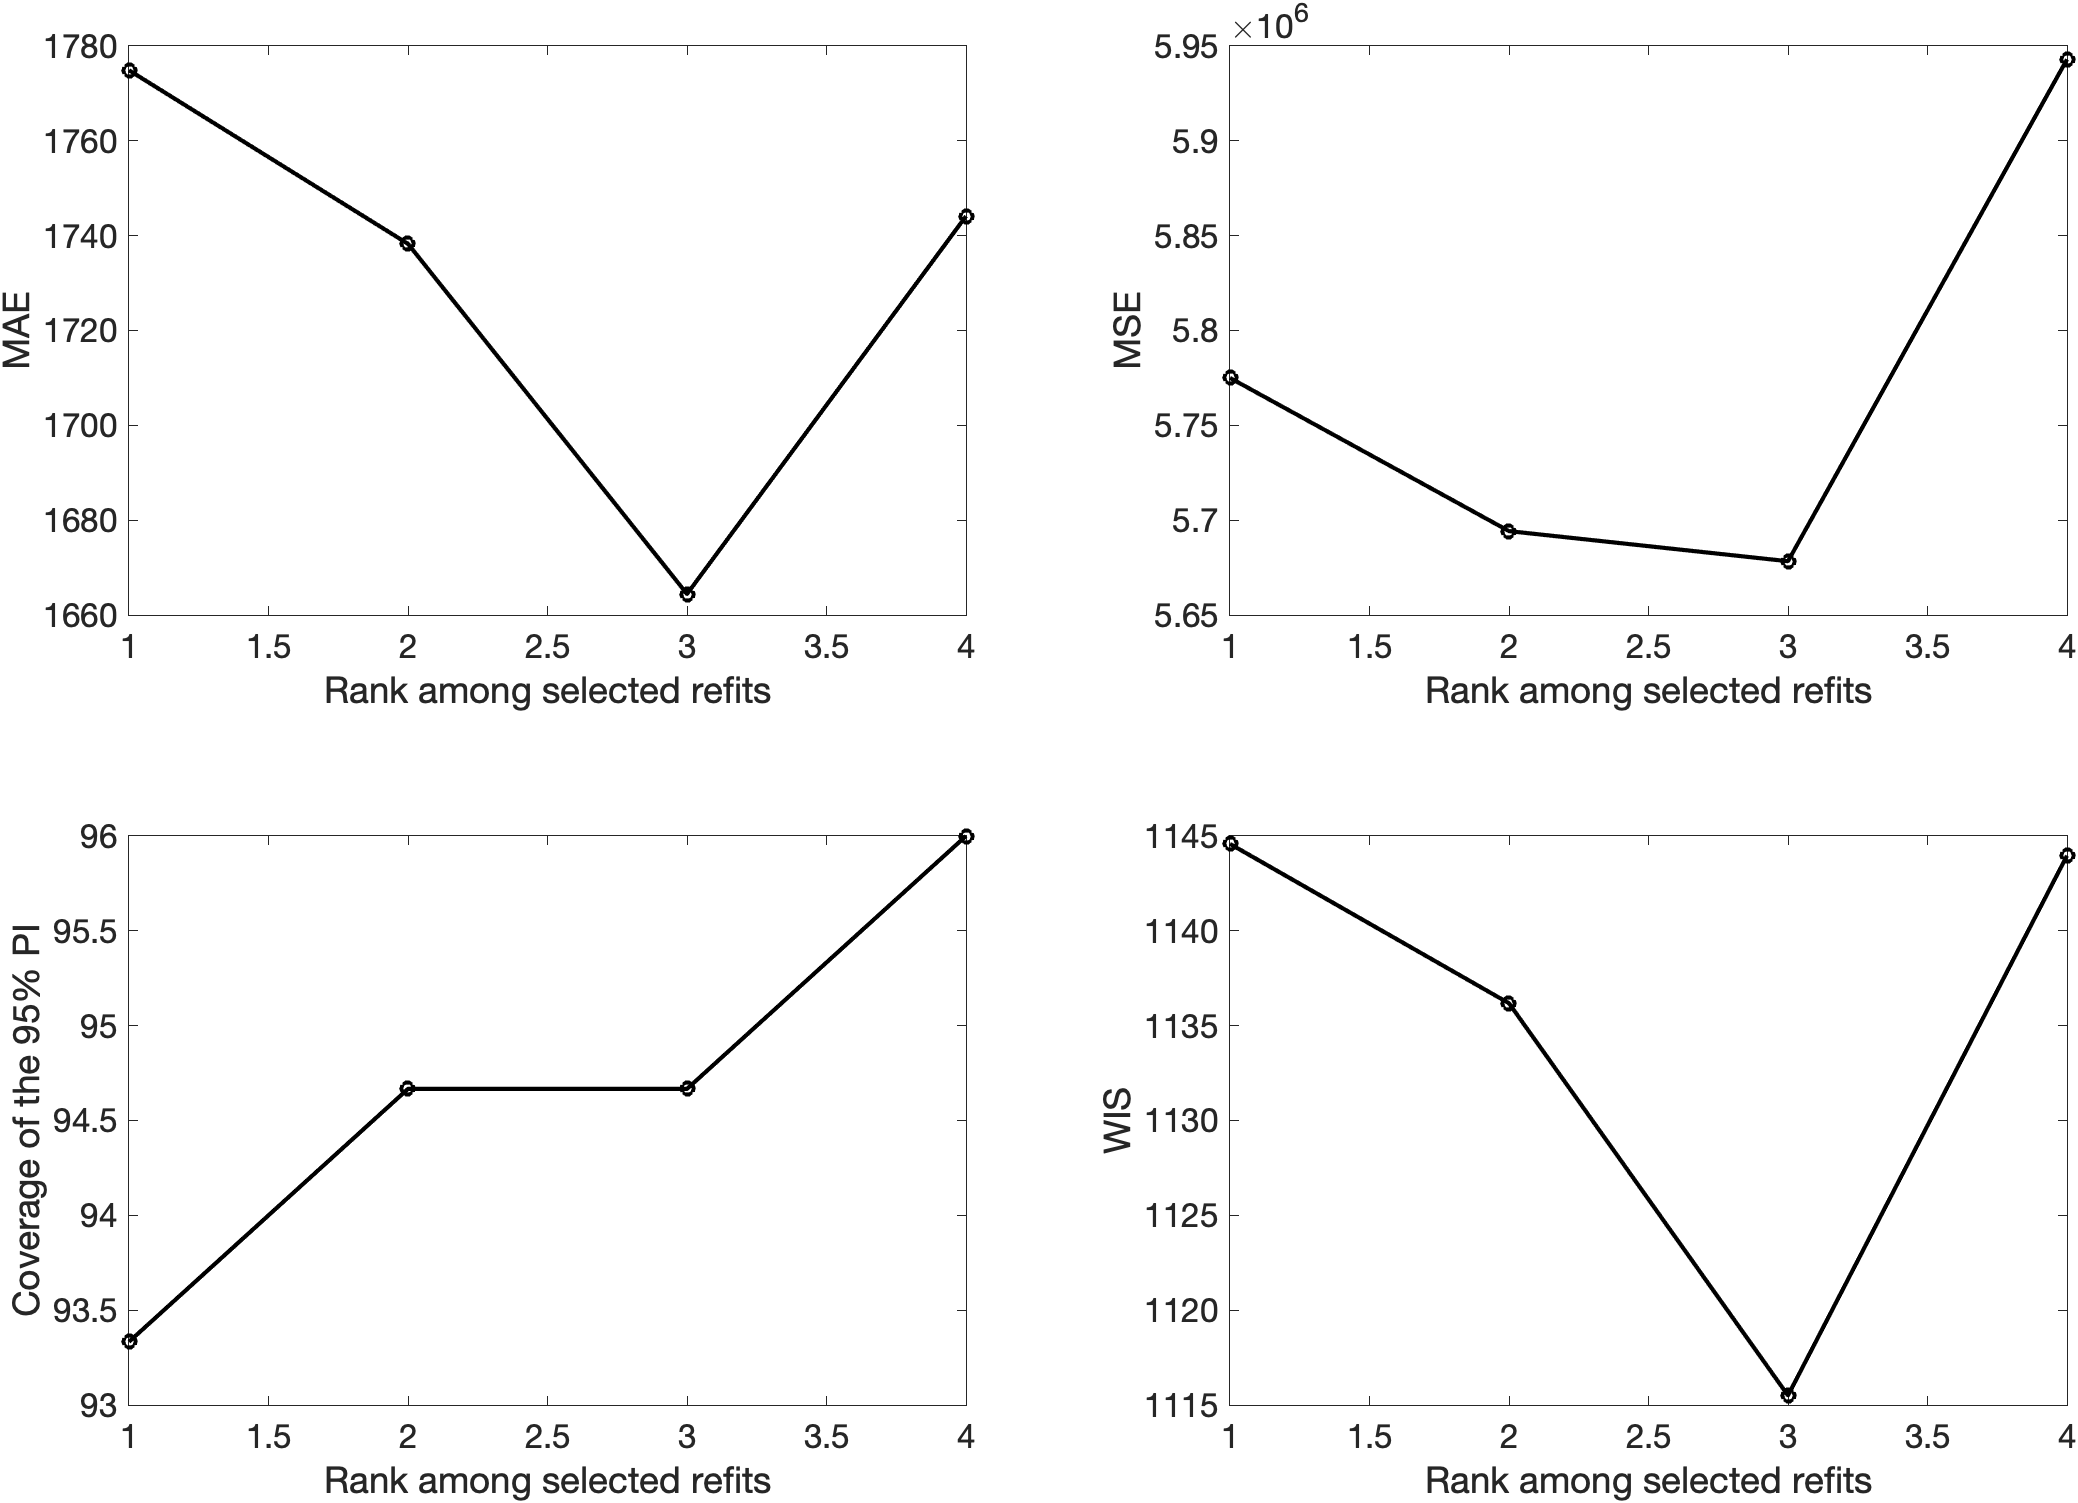 1780
1760
1740
1720
1700
1680
1660
MAE
1 1.5 2 2.5 3 3.5 4
Rank among selected refits
×10^6
5.95
5.9
5.85
5.8
5.75
5.7
5.65
MSE
1 1.5 2 2.5 3 3.5 4
Rank among selected refits
96
95.5
95
94.5
94
93.5
93
Coverage of the 95% PI
1 1.5 2 2.5 3 3.5 4
Rank among selected refits
1145
1140
1135
1130
1125
1120
1115
WIS
1 1.5 2 2.5 3 3.5 4
Rank among selected refits